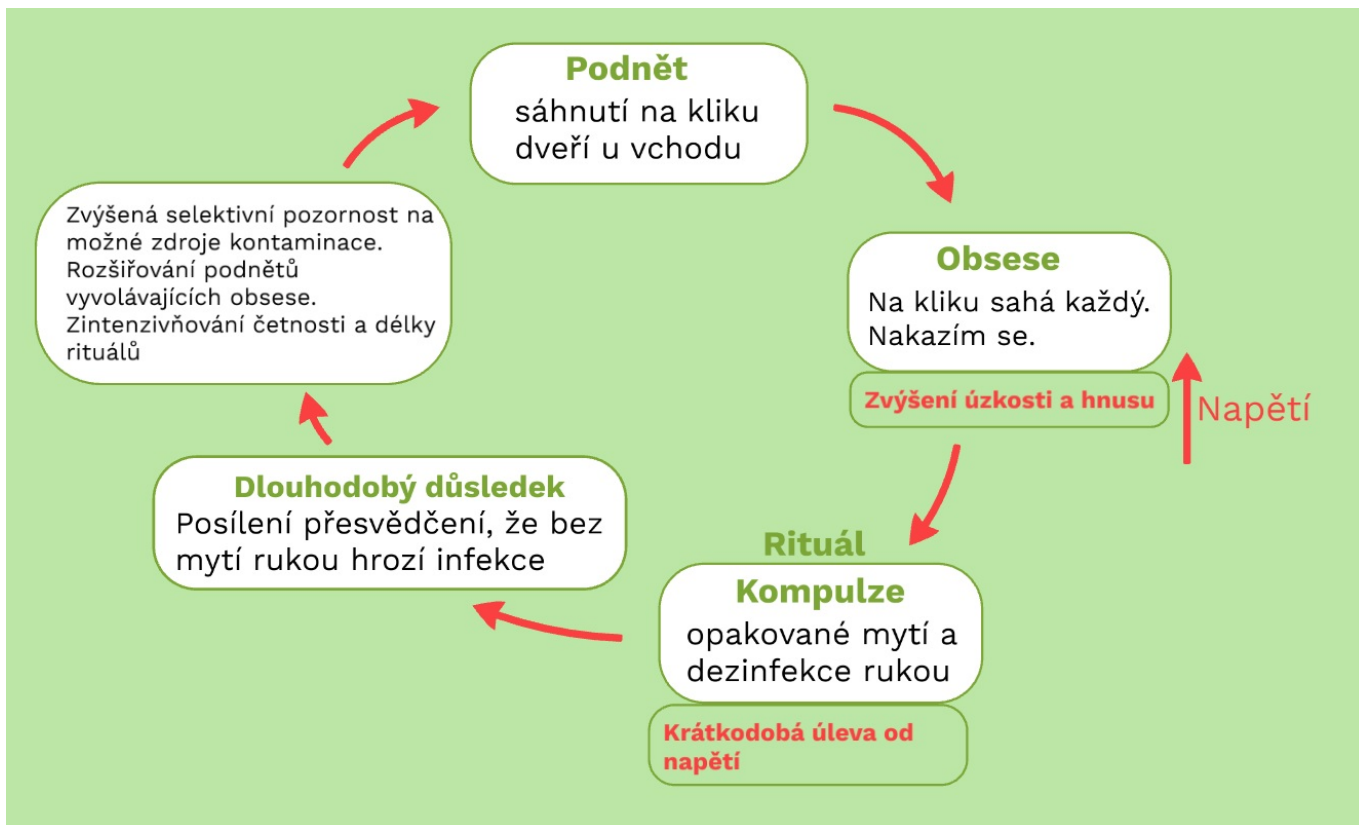 Podnět
sáhnutí na kliku
dveří u vchodu
Obsese
Na kliku sahá každý.
Nakazím se.
Zvýšení úzkosti a hnusu
Napětí
Rituál
Kompulze
opakované mytí a
dezinfekce rukou
Krátkodobá úleva od
napětí
Dlouhodobý důsledek
Posílení přesvědčení, že bez
mytí rukou hrozí infekce
Zvýšená selektivní pozornost na
možné zdroje kontaminace.
Rozšiřování podnětů
vyvolávajících obsese.
Zintenzivňování četnosti a délky
rituálů